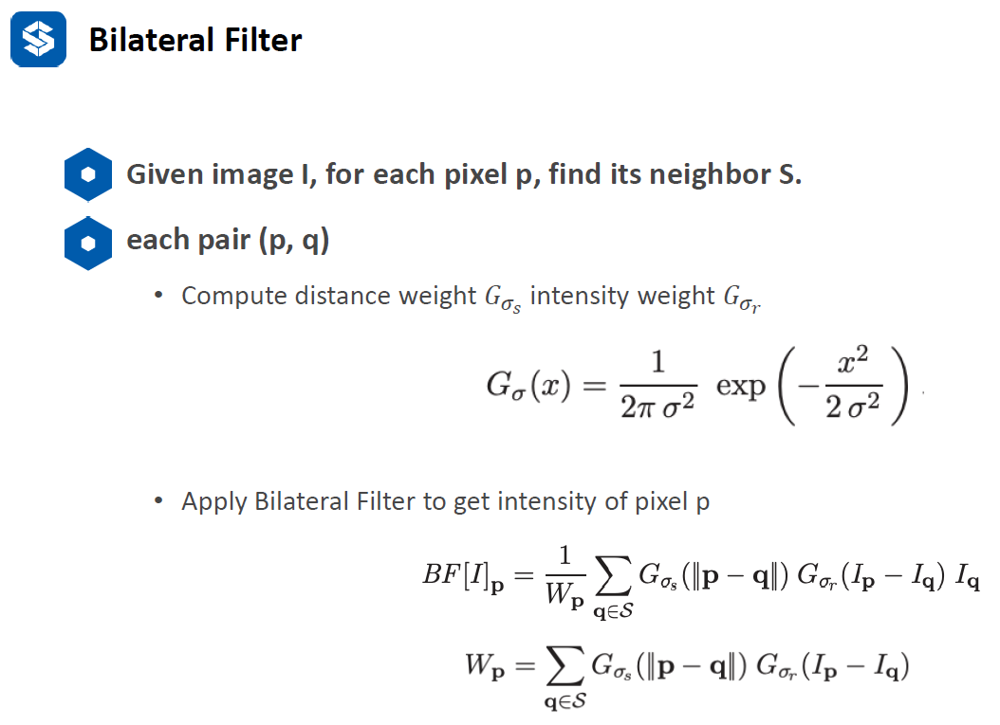 Bilateral Filter
Given image I, for each pixel p, find its neighbor S.
each pair (p, q)
• Compute distance weight $G_{\sigma_s}$ intensity weight $G_{\sigma_r}$
$G_\sigma(x) = \frac{1}{2\pi\,\sigma^2} \exp\left(-\frac{x^2}{2\,\sigma^2}\right).$
• Apply Bilateral Filter to get intensity of pixel p
$BF[I]_{\mathbf{p}} = \frac{1}{W_{\mathbf{p}}} \sum_{\mathbf{q}\in\mathcal{S}} G_{\sigma_s}(\|\mathbf{p}-\mathbf{q}\|)\, G_{\sigma_r}(I_{\mathbf{p}}-I_{\mathbf{q}})\, I_{\mathbf{q}}$
$W_{\mathbf{p}} = \sum_{\mathbf{q}\in\mathcal{S}} G_{\sigma_s}(\|\mathbf{p}-\mathbf{q}\|)\, G_{\sigma_r}(I_{\mathbf{p}}-I_{\mathbf{q}})$